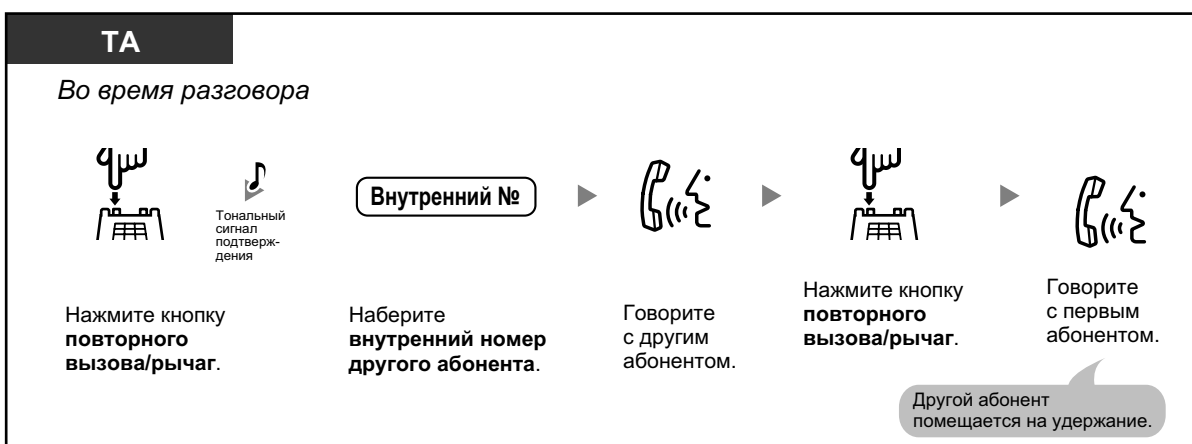 ТА
Во время разговора
Тональный
сигнал
подтверж-
дения
Внутренний №
Нажмите кнопку
повторного
вызова/рычаг.
Наберите
внутренний номер
другого абонента.
Говорите
с другим
абонентом.
Нажмите кнопку
повторного
вызова/рычаг.
Говорите
с первым
абонентом.
Другой абонент
помещается на удержание.